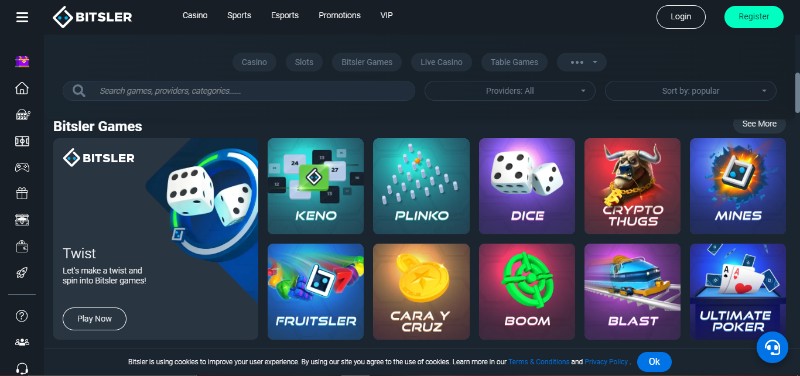 BITSLER
Casino
Sports
Esports
Promotions
VIP
Login
Register
Casino
Slots
Bitsler Games
Live Casino
Table Games
Search games, providers, categories......
Providers: All
Sort by: popular
Bitsler Games
See More
BITSLER
Twist
Let's make a twist and
spin into Bitsler games!
Play Now
24
27
KENO
PLINKO
DICE
CRYPTO
THUGS
MINES
FRUITSLER
CARA Y
CRUZ
BOOM
BLAST
A
A
ULTIMATE
POKER
Bitsler is using cookies to improve your user experience. By using our site you agree to the use of cookies. Learn more in our Terms & Conditions and Privacy Policy .
Ok